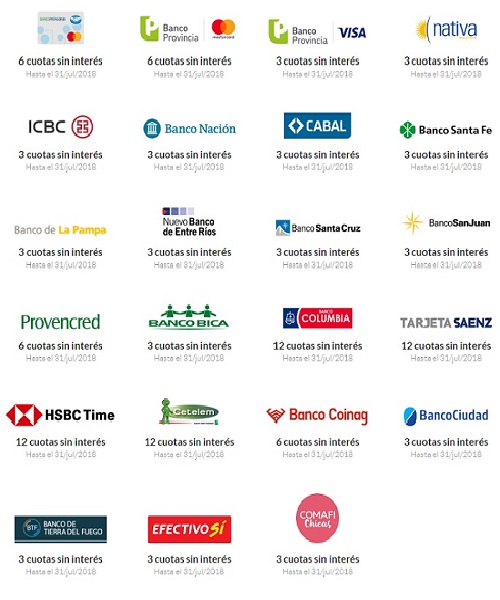 Banco Provincia mastercard
Banco Provincia VISA
nativa
6 cuotas sin interés
6 cuotas sin interés
3 cuotas sin interés
3 cuotas sin interés
Hasta el 31/jul/2018
Hasta el 31/jul/2018
Hasta el 31/jul/2018
Hasta el 31/jul/2018
ICBC
Banco Nación
CABAL
Banco Santa Fe
3 cuotas sin interés
3 cuotas sin interés
3 cuotas sin interés
3 cuotas sin interés
Hasta el 31/jul/2018
Hasta el 31/jul/2018
Hasta el 31/jul/2018
Hasta el 31/jul/2018
Banco de La Pampa
Nuevo Banco
de Entre Ríos
Banco Santa Cruz
BancoSanJuan
3 cuotas sin interés
3 cuotas sin interés
3 cuotas sin interés
3 cuotas sin interés
Hasta el 31/jul/2018
Hasta el 31/jul/2018
Hasta el 31/jul/2018
Hasta el 31/jul/2018
Provencred
BANCO BICA
BANCO
COLUMBIA
TARJETA SAENZ
6 cuotas sin interés
3 cuotas sin interés
12 cuotas sin interés
12 cuotas sin interés
Hasta el 31/jul/2018
Hasta el 31/jul/2018
Hasta el 31/jul/2018
Hasta el 31/jul/2018
HSBC Time
Cetelem
Banco Coinag
BancoCiudad
12 cuotas sin interés
12 cuotas sin interés
6 cuotas sin interés
3 cuotas sin interés
Hasta el 31/jul/2018
Hasta el 31/jul/2018
Hasta el 31/jul/2018
Hasta el 31/jul/2018
BTF BANCO DE
TIERRA DEL FUEGO
EFECTIVO SÍ
COMAFI
Chicas
3 cuotas sin interés
3 cuotas sin interés
3 cuotas sin interés
Hasta el 31/jul/2018
Hasta el 31/jul/2018
Hasta el 31/jul/2018